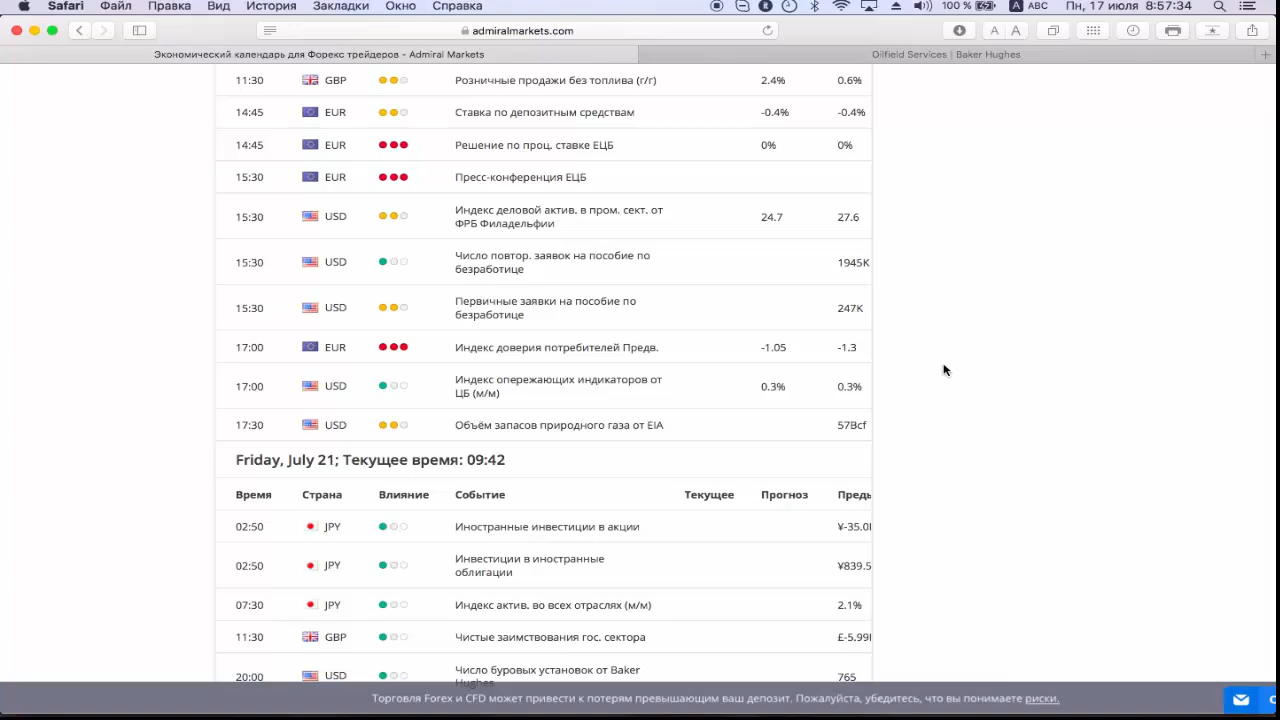 Safari Файл Правка Вид История Закладки Окно Справка 100 % ABC Пн, 17 июля 8:57:34
admiralmarkets.com
Экономический календарь для Форекс трейдеров - Admiral Markets Oilfield Services | Baker Hughes
11:30 GBP Розничные продажи без топлива (г/г) 2.4% 0.6%
14:45 EUR Ставка по депозитным средствам -0.4% -0.4%
14:45 EUR Решение по проц. ставке ЕЦБ 0% 0%
15:30 EUR Пресс-конференция ЕЦБ
15:30 USD Индекс деловой актив. в пром. сект. от
ФРБ Филадельфии 24.7 27.6
15:30 USD Число повтор. заявок на пособие по
безработице 1945K
15:30 USD Первичные заявки на пособие по
безработице 247K
17:00 EUR Индекс доверия потребителей Предв. -1.05 -1.3
17:00 USD Индекс опережающих индикаторов от
ЦБ (м/м) 0.3% 0.3%
17:30 USD Объём запасов природного газа от EIA 57Bcf
Friday, July 21; Текущее время: 09:42
Время Страна Влияние Событие Текущее Прогноз
02:50 JPY Иностранные инвестиции в акции ¥-35.0
02:50 JPY Инвестиции в иностранные
облигации ¥839.5
07:30 JPY Индекс актив. во всех отраслях (м/м) 2.1%
11:30 GBP Чистые заимствования гос. сектора £-5.99
20:00 USD Число буровых установок от Baker
Hughes 765
Торговля Forex и CFD может привести к потерям превышающим ваш депозит. Пожалуйста, убедитесь, что вы понимаете риски.